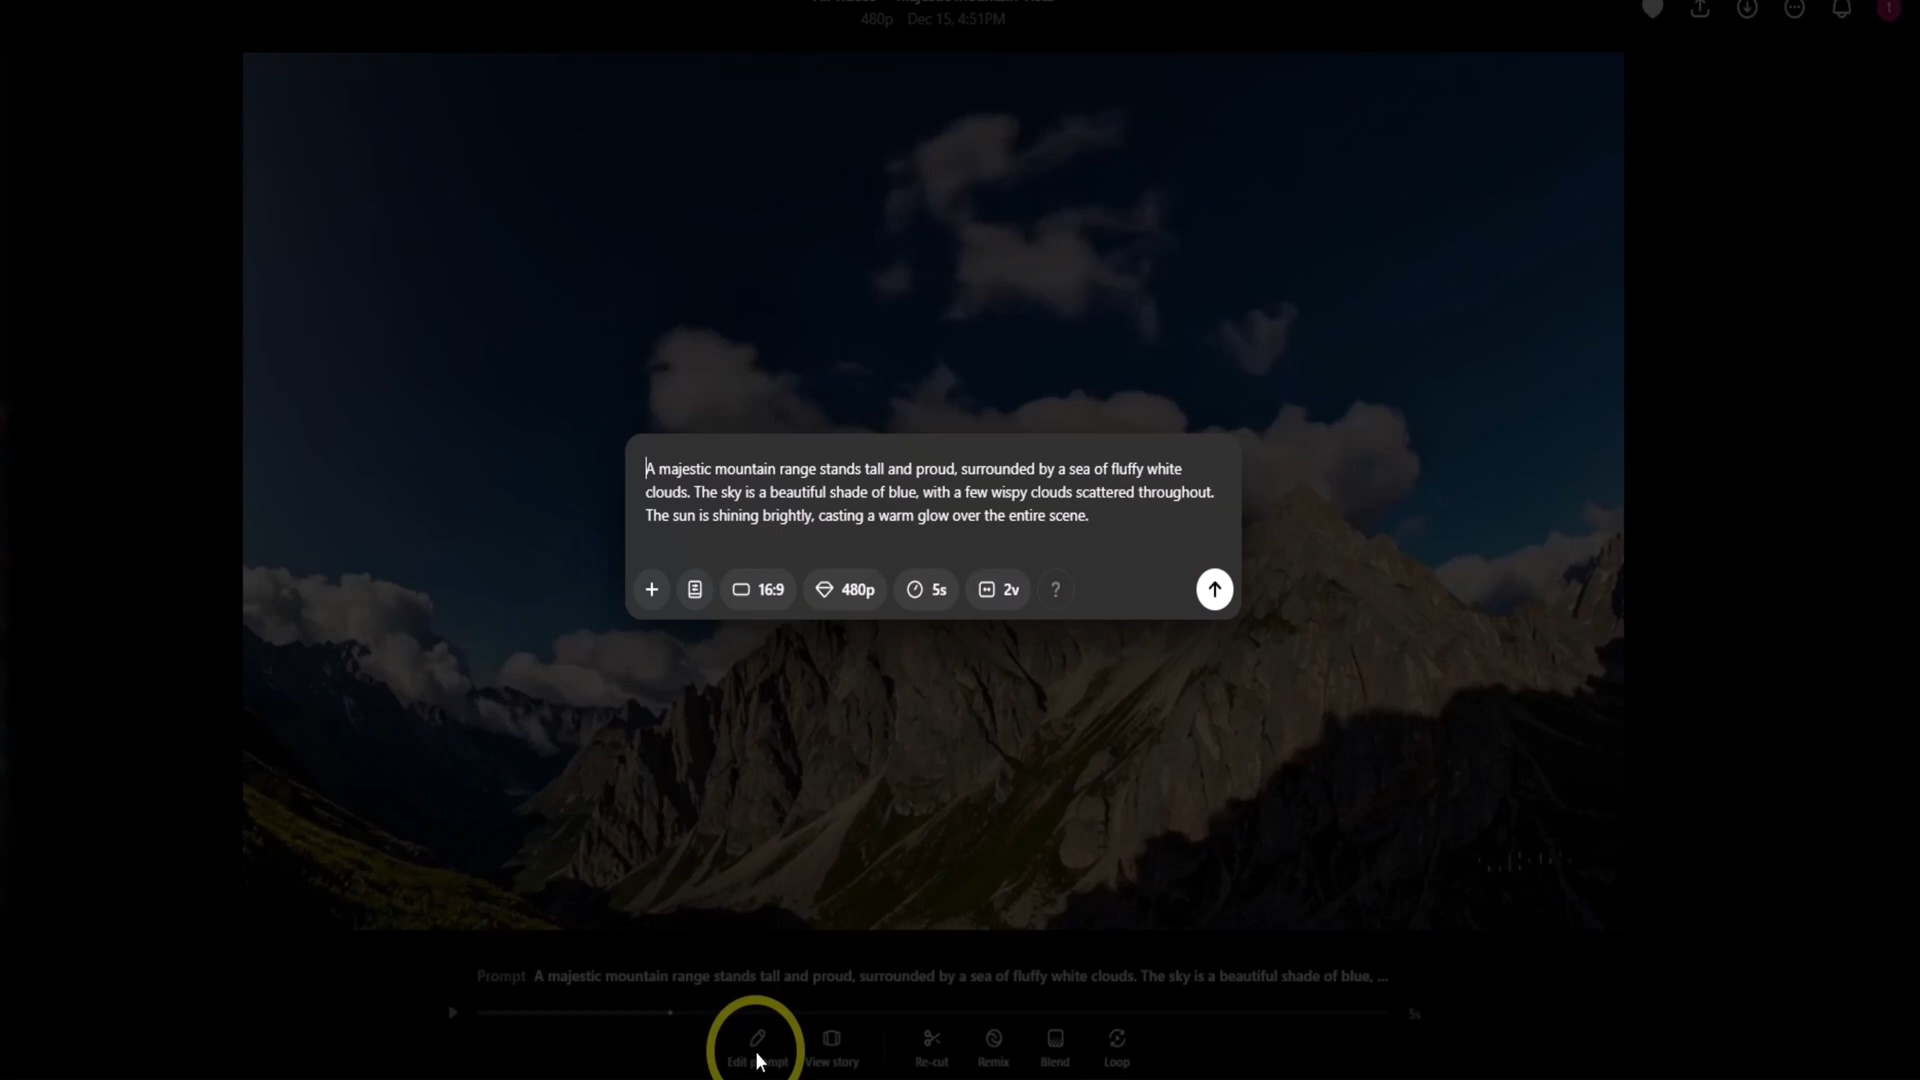 480p Dec 15, 4:51PM
t
A majestic mountain range stands tall and proud, surrounded by a sea of fluffy white
clouds. The sky is a beautiful shade of blue, with a few wispy clouds scattered throughout.
The sun is shining brightly, casting a warm glow over the entire scene.
16:9 480p 5s 2v ?
Prompt A majestic mountain range stands tall and proud, surrounded by a sea of fluffy white clouds. The sky is a beautiful shade of blue, ...
5s
Edit prompt View story Re-cut Remix Blend Loop